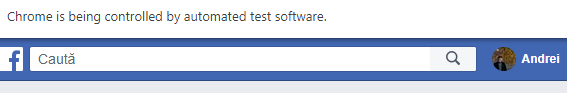 Chrome is being controlled by automated test software.
f Caută Andrei